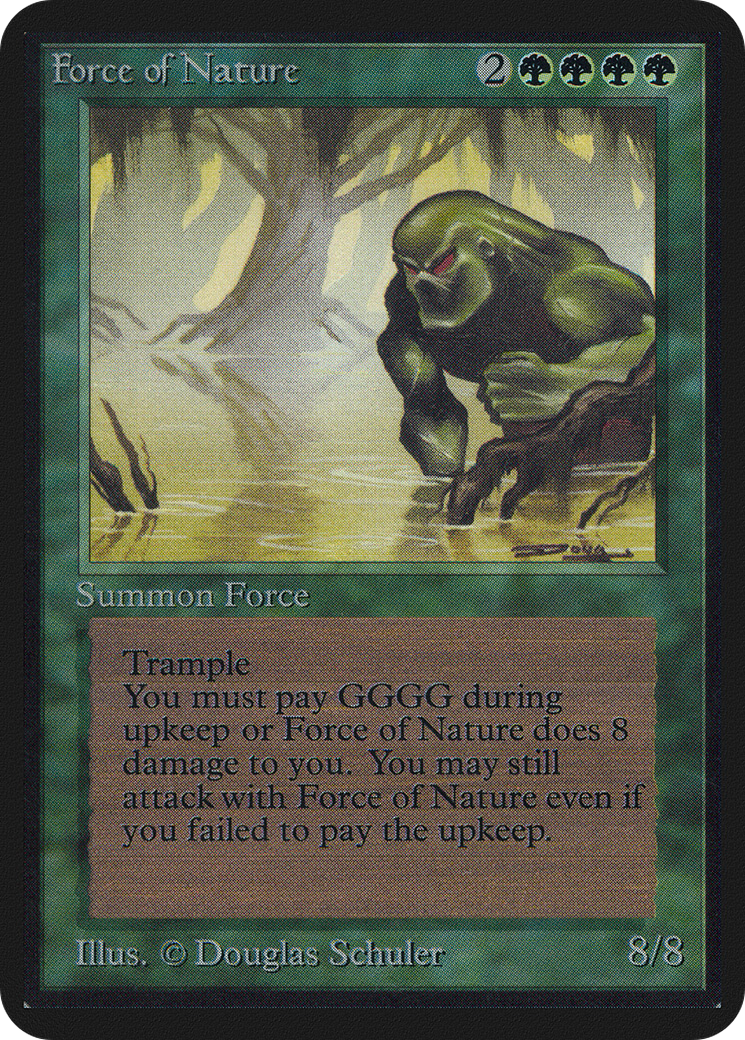 Force of Nature 2
Summon Force
Trample
You must pay GGGG during
upkeep or Force of Nature does 8
damage to you. You may still
attack with Force of Nature even if
you failed to pay the upkeep.
Illus. © Douglas Schuler 8/8